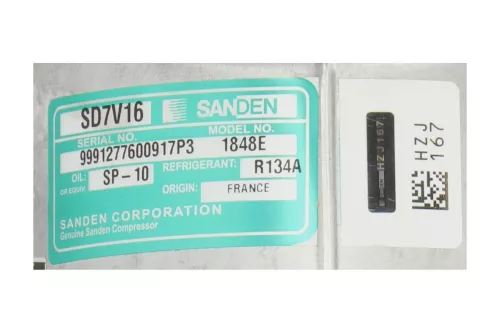 SD7V16 SANDEN
SERIAL NO. MODEL NO.
9991277600917P3 1848E
OIL: SP-10 REFRIGERANT: R134A
OR EQUIV. ORIGIN: FRANCE
SANDEN CORPORATION
Genuine Sanden Compressor
HZJ167
HZJ
167